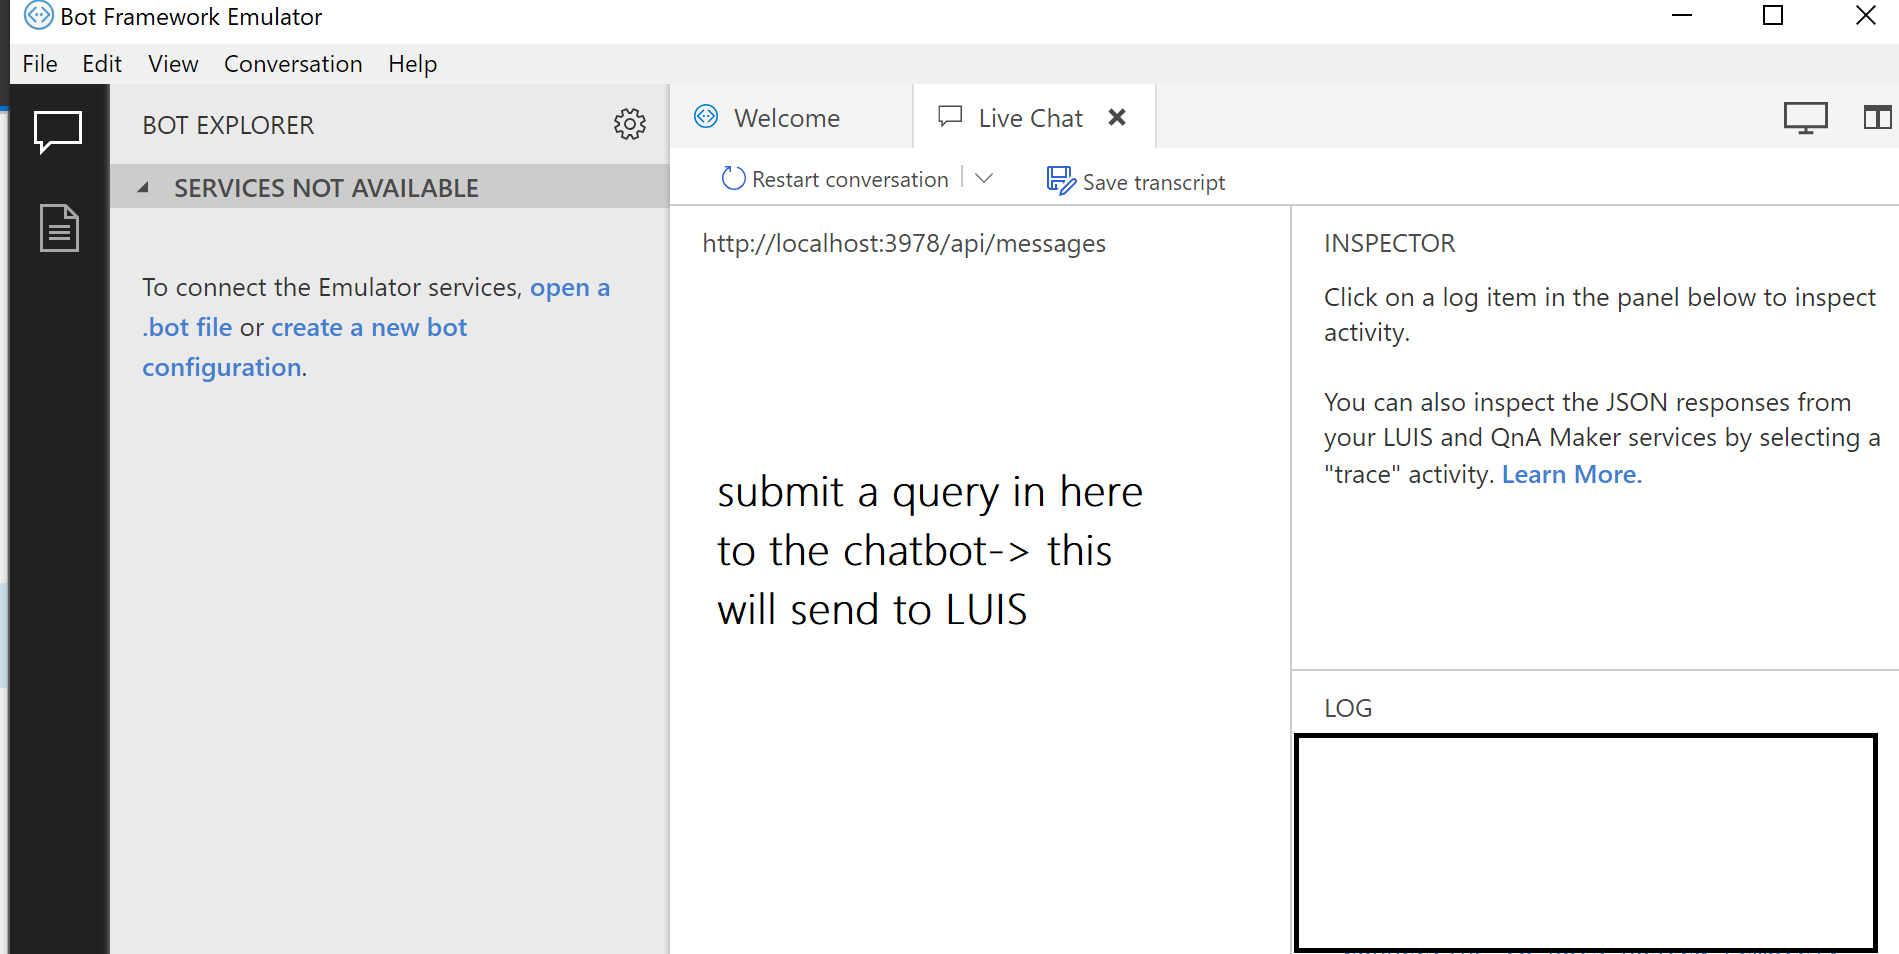 Bot Framework Emulator
File Edit View Conversation Help
BOT EXPLORER
SERVICES NOT AVAILABLE
To connect the Emulator services, open a
.bot file or create a new bot
configuration.
Welcome
Live Chat
Restart conversation
Save transcript
http://localhost:3978/api/messages
submit a query in here
to the chatbot-> this
will send to LUIS
INSPECTOR
Click on a log item in the panel below to inspect
activity.
You can also inspect the JSON responses from
your LUIS and QnA Maker services by selecting a
"trace" activity. Learn More.
LOG